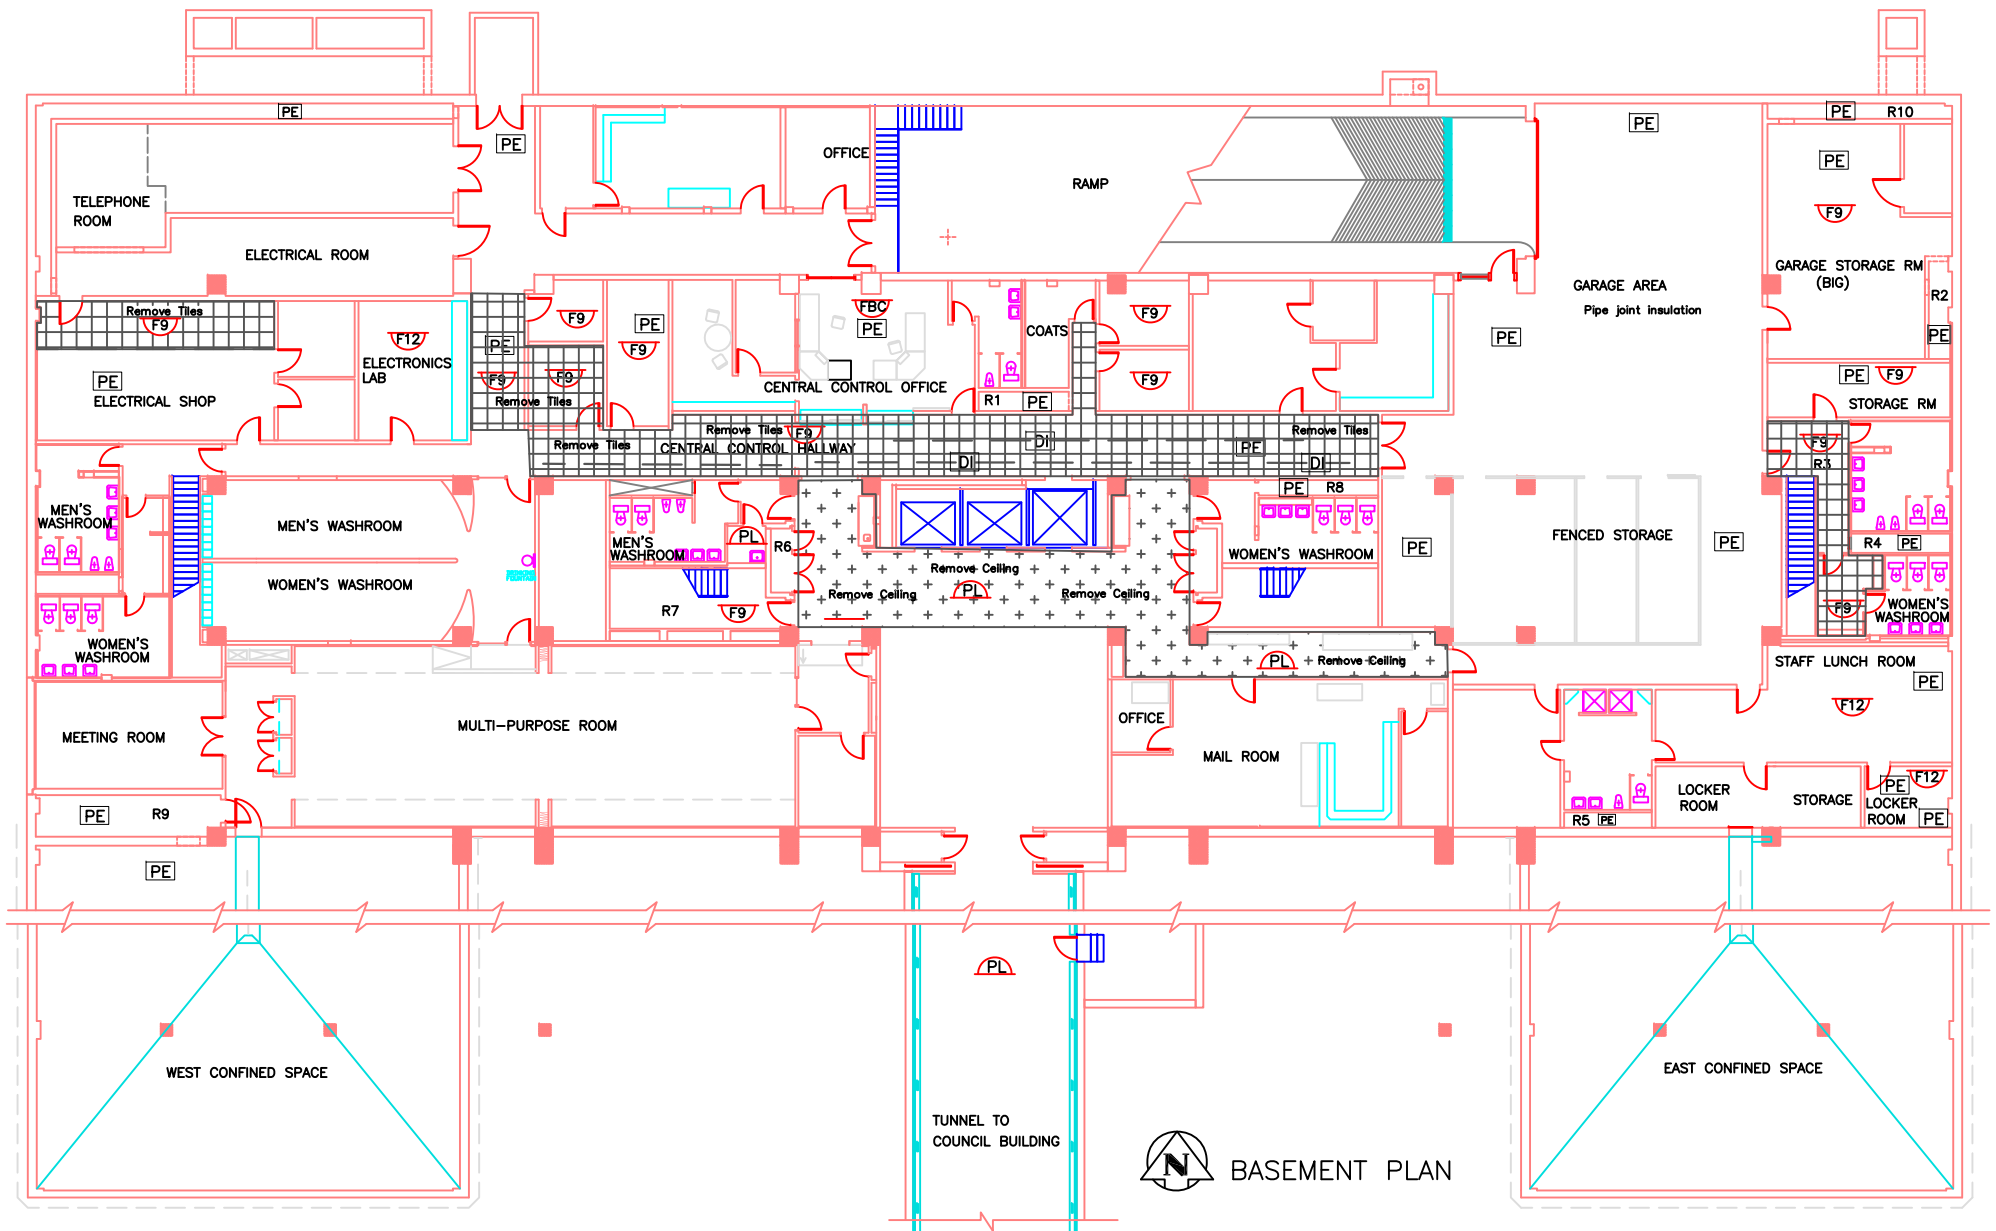 PE
PE
R10
PE
PE
PE
OFFICE
PE
RAMP
TELEPHONE
ROOM
F9
ELECTRICAL ROOM
GARAGE STORAGE RM
(BIG)
GARAGE AREA
R2
Pipe joint insulation
Remove Tiles
F9
F9
PE
FBC
PE
COATS
F9
PE
PE
F12
ELECTRONICS
LAB
PE
F9
F9
F9
F9
F9
PE
F9
PE
ELECTRICAL SHOP
CENTRAL CONTROL OFFICE
R1
PE
STORAGE RM
Remove Tiles
Remove Tiles
Remove Tiles
F9
Remove Tiles
CENTRAL CONTROL HALLWAY
DI
PE
DI
DI
F9
R3
R8
PE
MEN'S
WASHROOM
MEN'S WASHROOM
MEN'S
WASHROOM
PL
R6
WOMEN'S WASHROOM
PE
FENCED STORAGE
PE
R4
PE
WOMEN'S WASHROOM
Remove Ceiling
PL
Remove Ceiling
Remove Ceiling
R7
F9
F9
WOMEN'S
WASHROOM
WOMEN'S
WASHROOM
PL
Remove Ceiling
STAFF LUNCH ROOM
PE
F12
MEETING ROOM
MULTI-PURPOSE ROOM
OFFICE
MAIL ROOM
F12
PE
LOCKER
ROOM
STORAGE
LOCKER
ROOM
PE
PE
R9
R5
PE
PE
PL
WEST CONFINED SPACE
EAST CONFINED SPACE
TUNNEL TO
COUNCIL BUILDING
N
BASEMENT PLAN